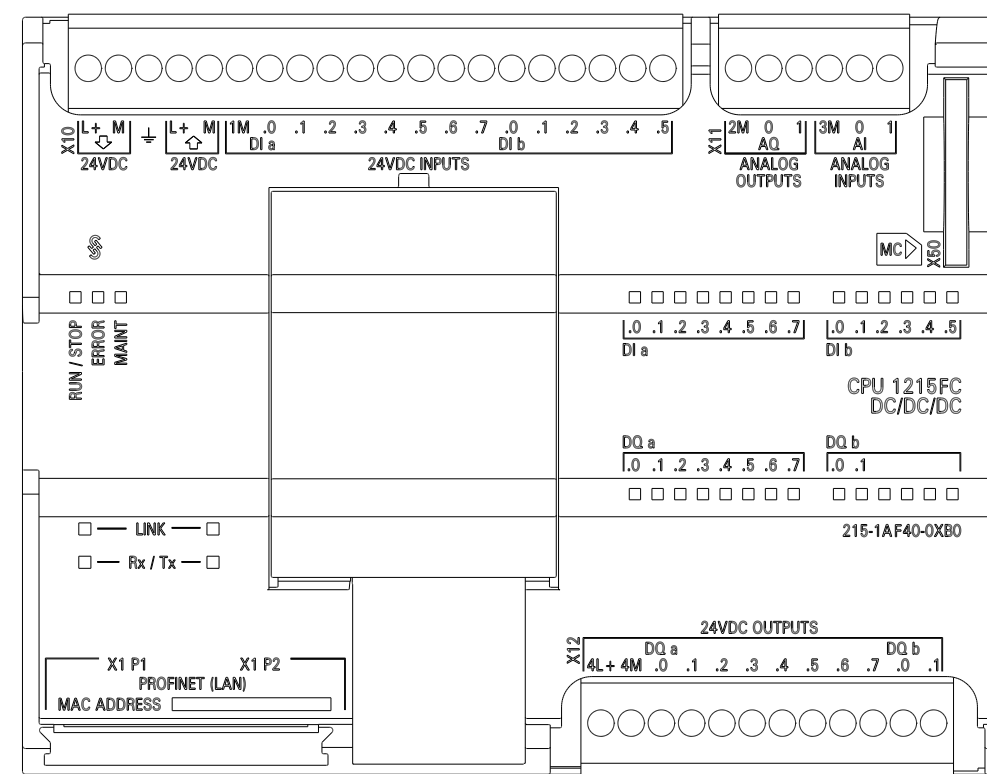 X10 L+ M L+ M 1M .0 .1 .2 .3 .4 .5 .6 .7 .0 .1 .2 .3 .4 .5 X11 2M 0 1 3M 0 1
DI a DI b AQ AI
24VDC 24VDC 24VDC INPUTS ANALOG OUTPUTS ANALOG INPUTS
MC X50
RUN / STOP
ERROR
MAINT
.0 .1 .2 .3 .4 .5 .6 .7 .0 .1 .2 .3 .4 .5
DI a DI b
CPU 1215FC
DC/DC/DC
DQ a DQ b
.0 .1 .2 .3 .4 .5 .6 .7 .0 .1
LINK
215-1AF40-0XB0
Rx / Tx
24VDC OUTPUTS
X12 DQ a DQ b
4L+ 4M .0 .1 .2 .3 .4 .5 .6 .7 .0 .1
X1 P1 X1 P2
PROFINET (LAN)
MAC ADDRESS